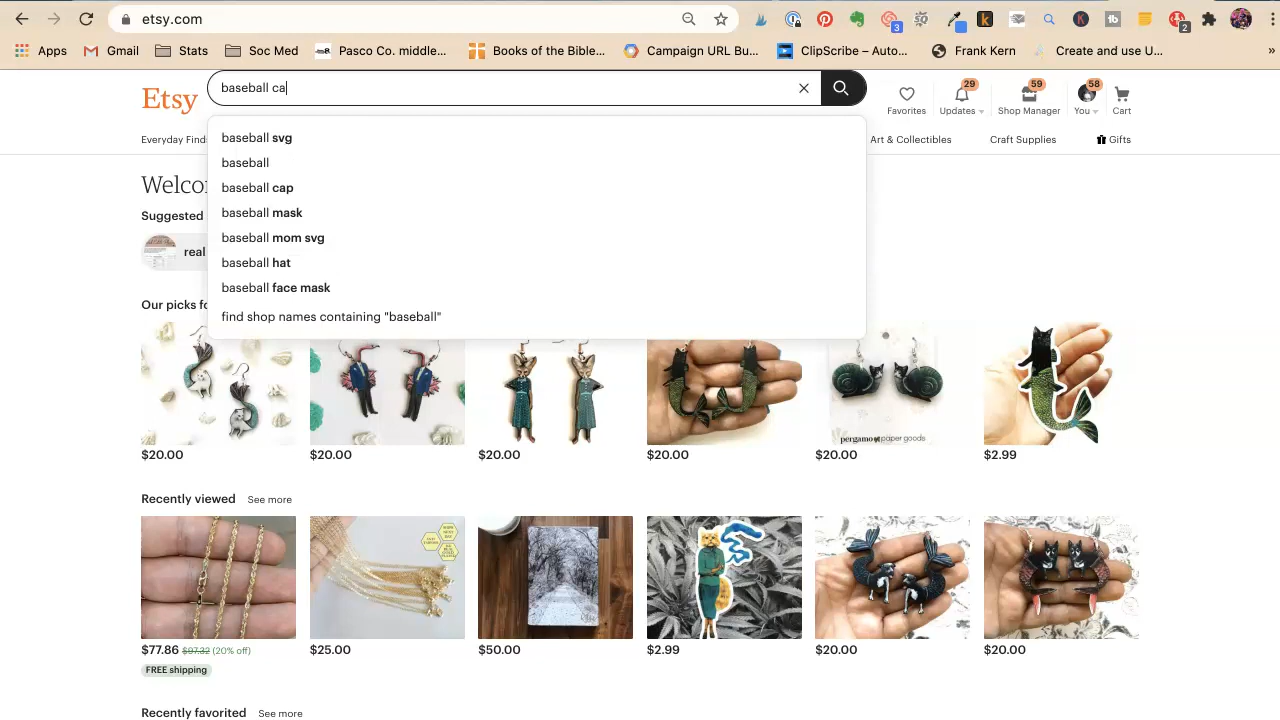 etsy.com
3
2
Apps
Gmail
Stats
Soc Med
Pasco Co. middle...
Books of the Bible...
Campaign URL Bu...
ClipScribe – Auto...
Frank Kern
Create and use U...
»
Etsy
baseball ca
29
59
58
Favorites
Updates
Shop Manager
You
Cart
Everyday Find
Art & Collectibles
Craft Supplies
Gifts
baseball svg
baseball
baseball cap
baseball mask
baseball mom svg
baseball hat
baseball face mask
find shop names containing "baseball"
Welco
Suggested
real
Our picks fo
pergamo paper goods
$20.00
$20.00
$20.00
$20.00
$20.00
$2.99
Recently viewed
See more
$77.86 $97.32 (20% off)
FREE shipping
$25.00
$50.00
$2.99
$20.00
$20.00
Recently favorited
See more